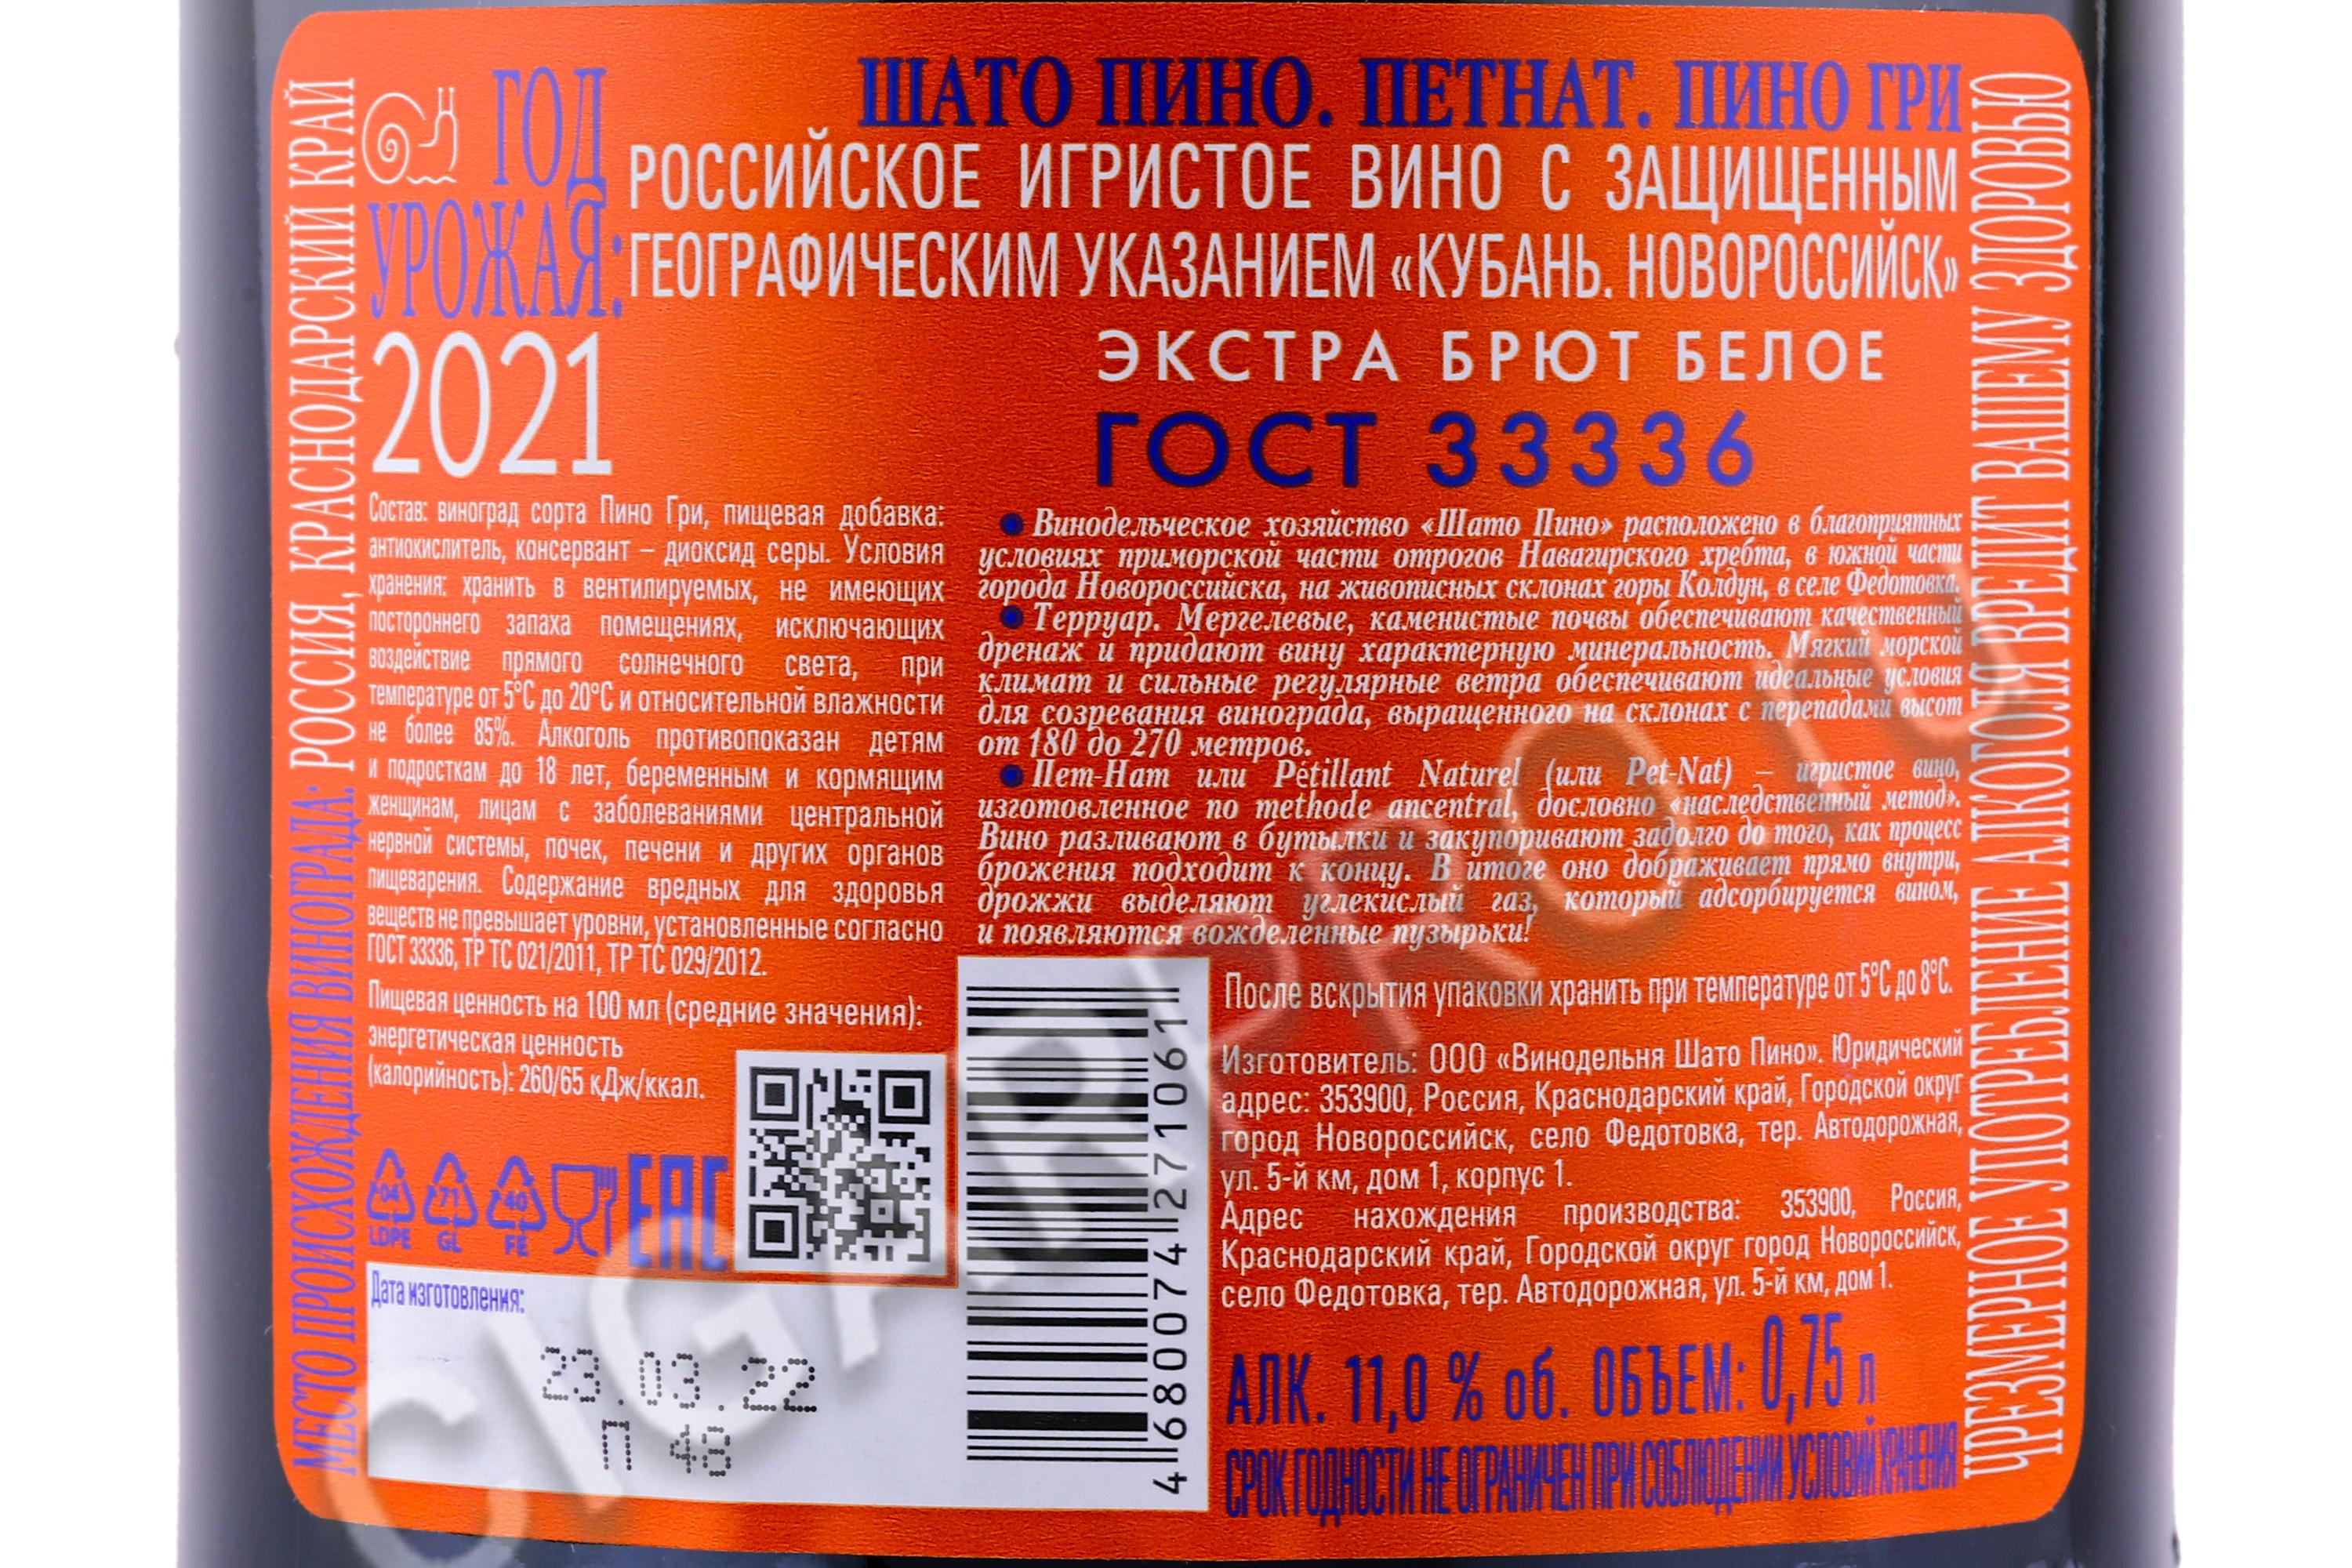 ШАТО ПИНО. ПЕТНАТ. ПИНО ГРИ
РОССИЙСКОЕ ИГРИСТОЕ ВИНО С ЗАЩИЩЕННЫМ
ГЕОГРАФИЧЕСКИМ УКАЗАНИЕМ «КУБАНЬ. НОВОРОССИЙСК»
ЭКСТРА БРЮТ БЕЛОЕ
ГОСТ 33336
ГОД
УРОЖАЯ:
2021
МЕСТО ПРОИСХОЖДЕНИЯ ВИНОГРАДА: РОССИЯ, КРАСНОДАРСКИЙ КРАЙ
Состав: виноград сорта Пино Гри, пищевая добавка:
антиокислитель, консервант – диоксид серы. Условия
хранения: хранить в вентилируемых, не имеющих
постороннего запаха помещениях, исключающих
воздействие прямого солнечного света, при
температуре от 5°С до 20°С и относительной влажности
не более 85%. Алкоголь противопоказан детям
и подросткам до 18 лет, беременным и кормящим
женщинам, лицам с заболеваниями центральной
нервной системы, почек, печени и других органов
пищеварения. Содержание вредных для здоровья
веществ не превышает уровни, установленные согласно
ГОСТ 33336, ТР ТС 021/2011, ТР ТС 029/2012.
Пищевая ценность на 100 мл (средние значения):
энергетическая ценность
(калорийность): 260/65 кДж/ккал.
04 71 40
LDPE GL FE EAC
Дата изготовления:
23.03.22
П 48
• Винодельческое хозяйство «Шато Пино» расположено в благоприятных
условиях приморской части отрогов Навагирского хребта, в южной части
города Новороссийска, на живописных склонах горы Колдун, в селе Федотовка.
• Терруар. Мергелевые, каменистые почвы обеспечивают качественный
дренаж и придают вину характерную минеральность. Мягкий морской
климат и сильные регулярные ветра обеспечивают идеальные условия
для созревания винограда, выращенного на склонах с перепадами высот
от 180 до 270 метров.
• Пет-Нат или Pétillant Naturel (или Pet-Nat) – игристое вино,
изготовленное по methode ancentral, дословно «наследственный метод».
Вино разливают в бутылки и закупоривают задолго до того, как процесс
брожения подходит к концу. В итоге оно дображивает прямо внутри,
дрожжи выделяют углекислый газ, который адсорбируется вином,
и появляются вожделенные пузырьки!
4680074271061
После вскрытия упаковки хранить при температуре от 5°С до 8°С.
Изготовитель: ООО «Винодельня Шато Пино». Юридический
адрес: 353900, Россия, Краснодарский край, Городской округ
город Новороссийск, село Федотовка, тер. Автодорожная,
ул. 5-й км, дом 1, корпус 1.
Адрес нахождения производства: 353900, Россия,
Краснодарский край, Городской округ город Новороссийск,
село Федотовка, тер. Автодорожная, ул. 5-й км, дом 1.
АЛК. 11,0 % об. ОБЪЕМ: 0,75 л
СРОК ГОДНОСТИ НЕ ОГРАНИЧЕН ПРИ СОБЛЮДЕНИИ УСЛОВИЙ ХРАНЕНИЯ
ЧРЕЗМЕРНОЕ УПОТРЕБЛЕНИЕ АЛКОГОЛЯ ВРЕДИТ ВАШЕМУ ЗДОРОВЬЮ
CIGARPRO.ru